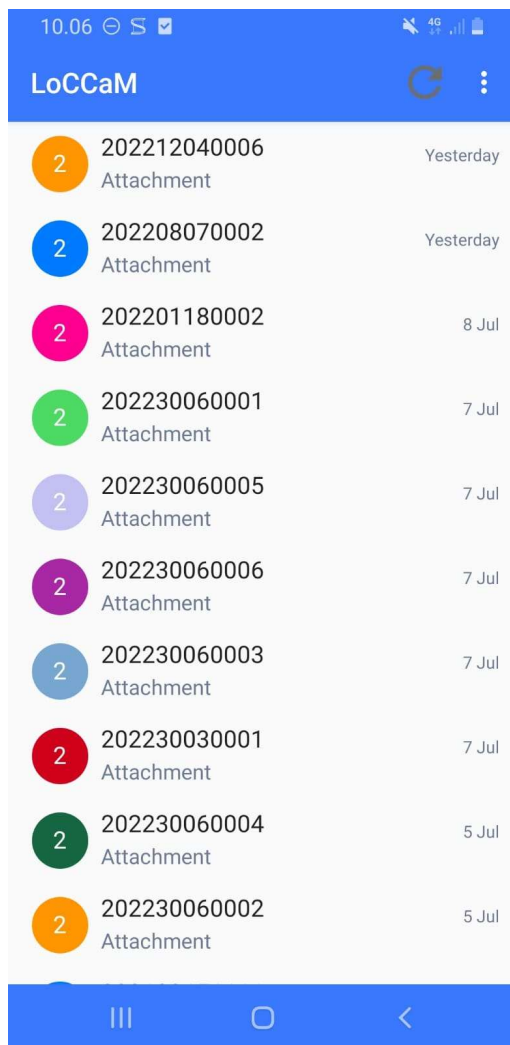 10.06 4G
LoCCaM
2 202212040006 Yesterday
Attachment
2 202208070002 Yesterday
Attachment
2 202201180002 8 Jul
Attachment
2 202230060001 7 Jul
Attachment
2 202230060005 7 Jul
Attachment
2 202230060006 7 Jul
Attachment
2 202230060003 7 Jul
Attachment
2 202230030001 7 Jul
Attachment
2 202230060004 5 Jul
Attachment
2 202230060002 5 Jul
Attachment